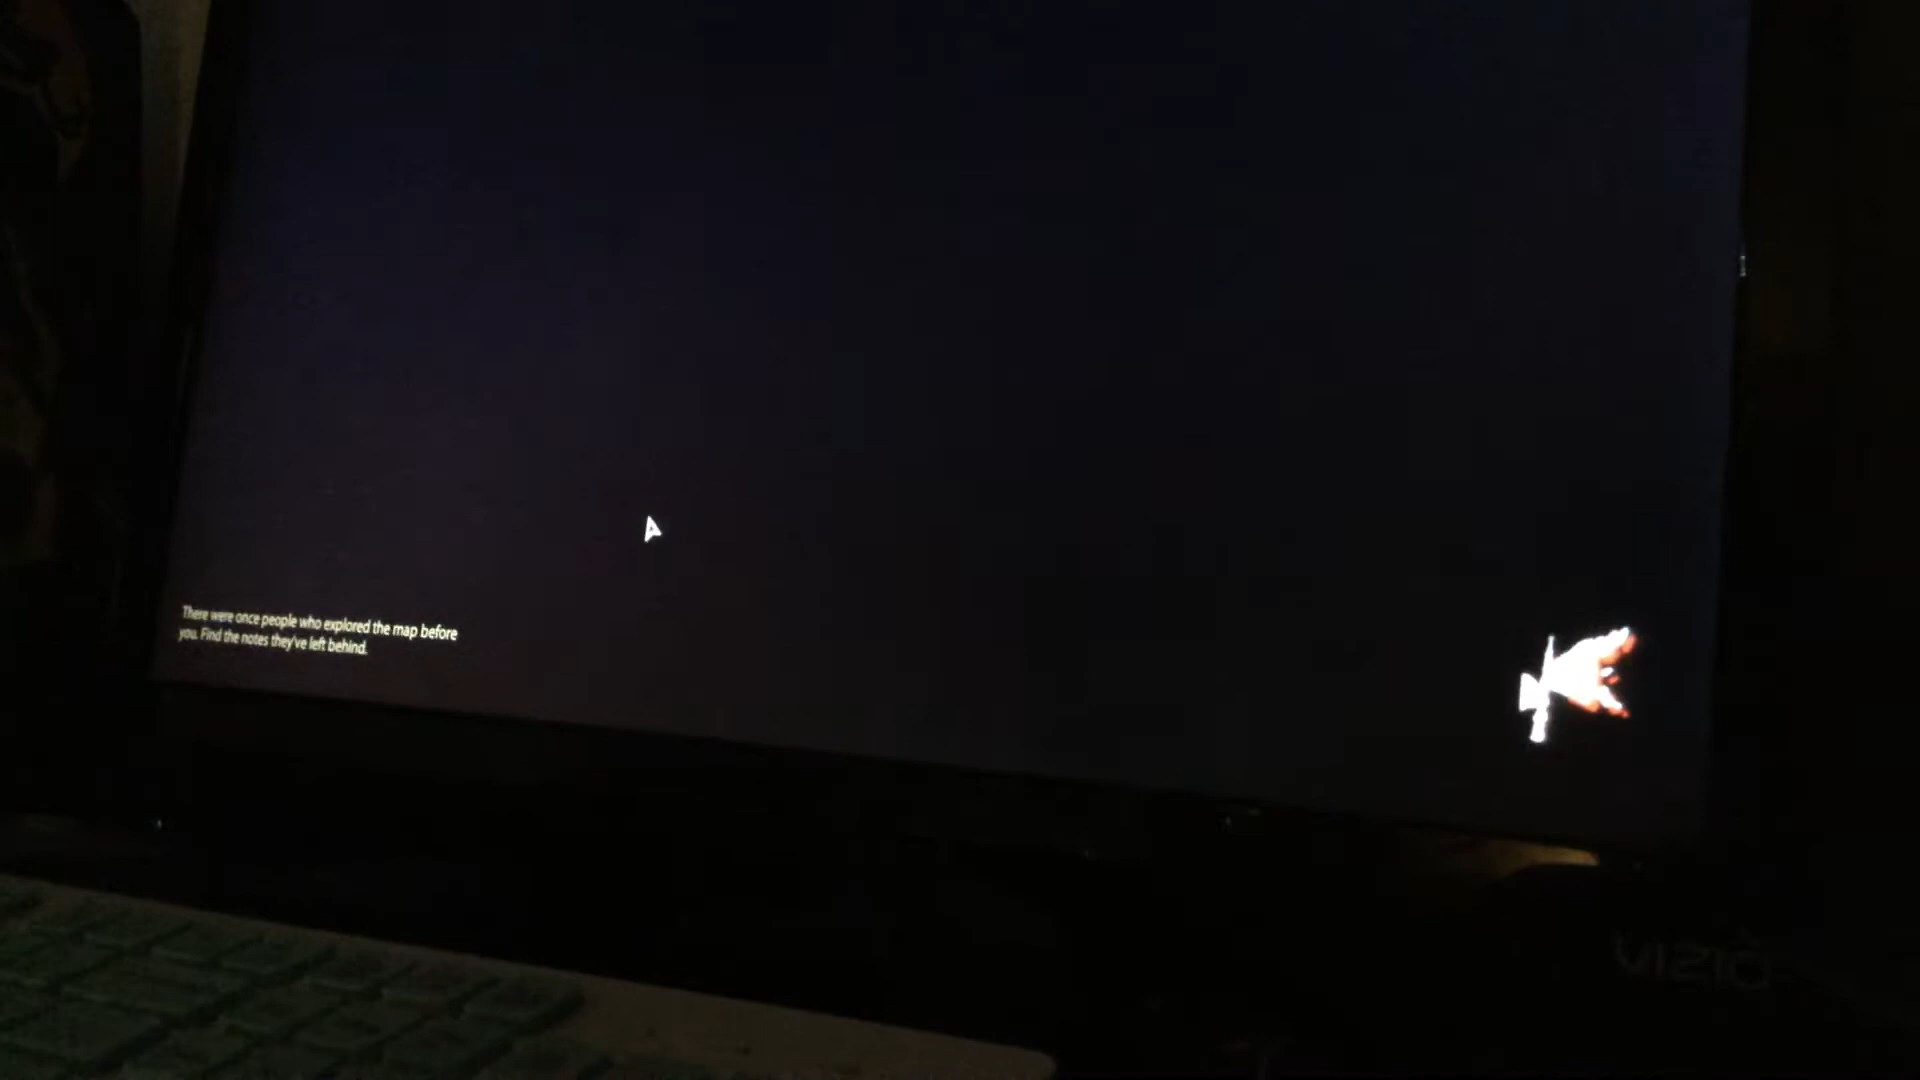 There were once people who explored the map before
you. Find the notes they've left behind.
VIZIO